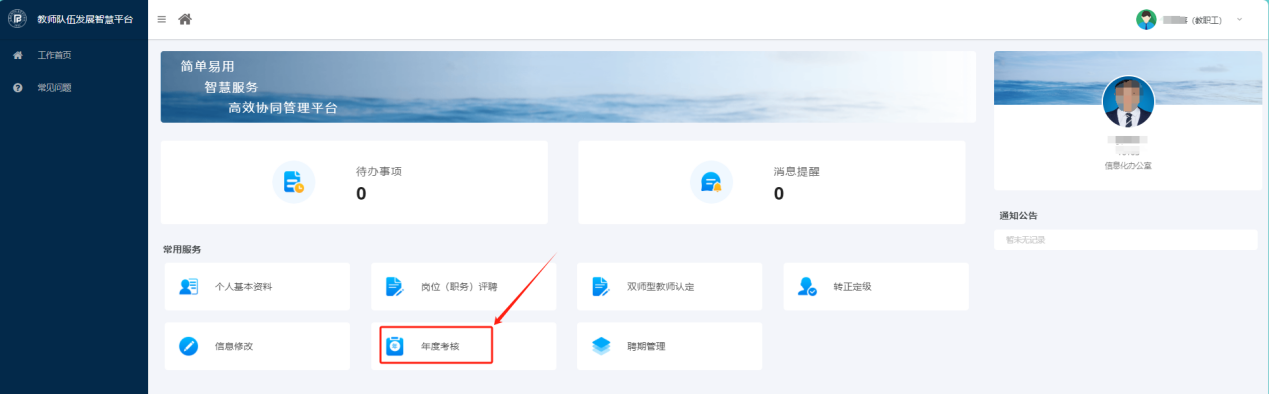 教师队伍发展智慧平台
(教职工)
工作首页
常见问题
简单易用
智慧服务
高效协同管理平台
待办事项
0
消息提醒
0
信息化办公室
通知公告
暂未无记录
常用服务
个人基本资料
岗位（职务）评聘
双师型教师认定
转正定级
信息修改
年度考核
聘期管理